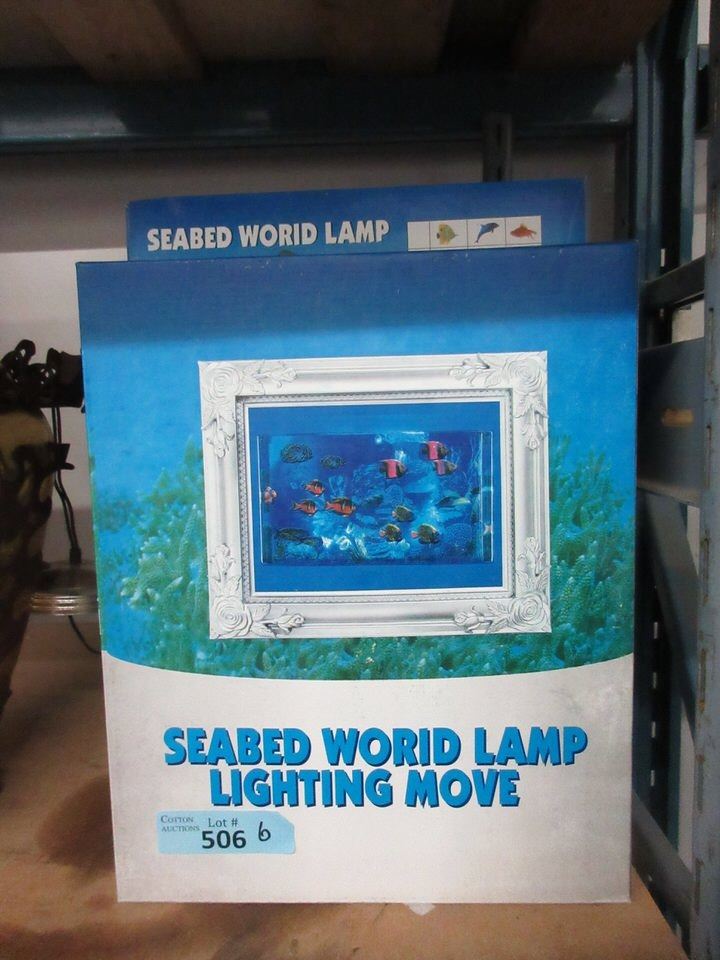 SEABED WORID LAMP
SEABED WORID LAMP
LIGHTING MOVE
COTTON
AUCTIONS
Lot #
506 6